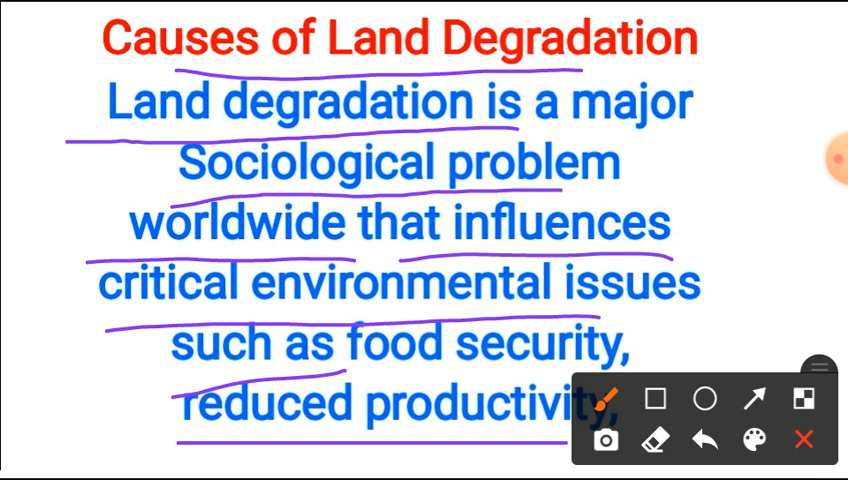 Causes of Land Degradation
Land degradation is a major
Sociological problem
worldwide that influences
critical environmental issues
such as food security,
reduced productivity,